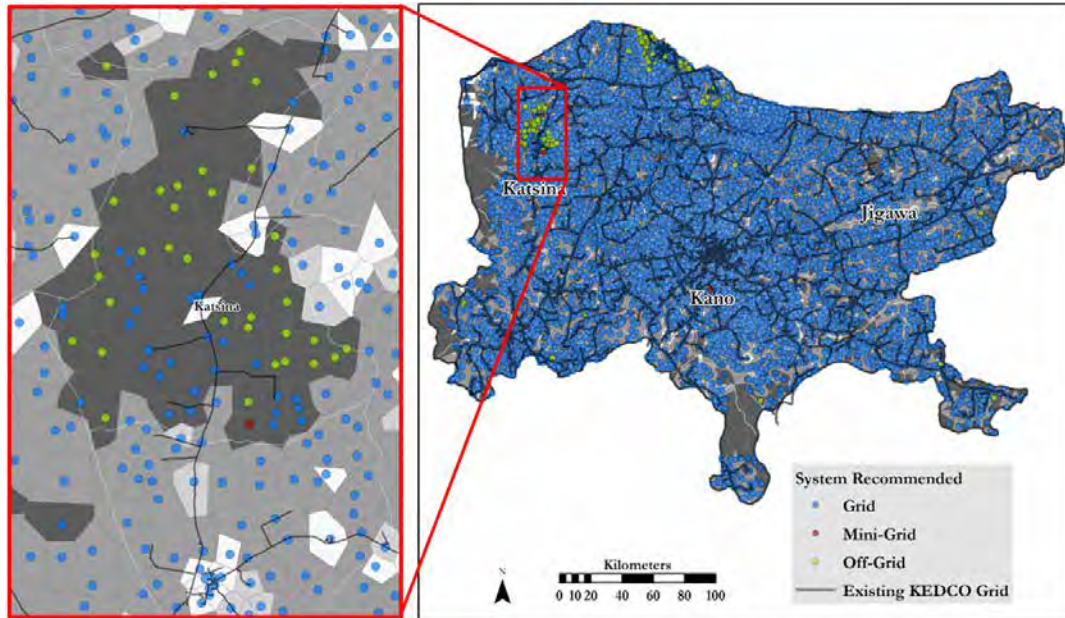 Katsina
Katsina
Jigawa
Kano
System Recommended
Grid
Mini-Grid
Off-Grid
Existing KEDCO Grid
Kilometers
N
0 10 20 40 60 80 100